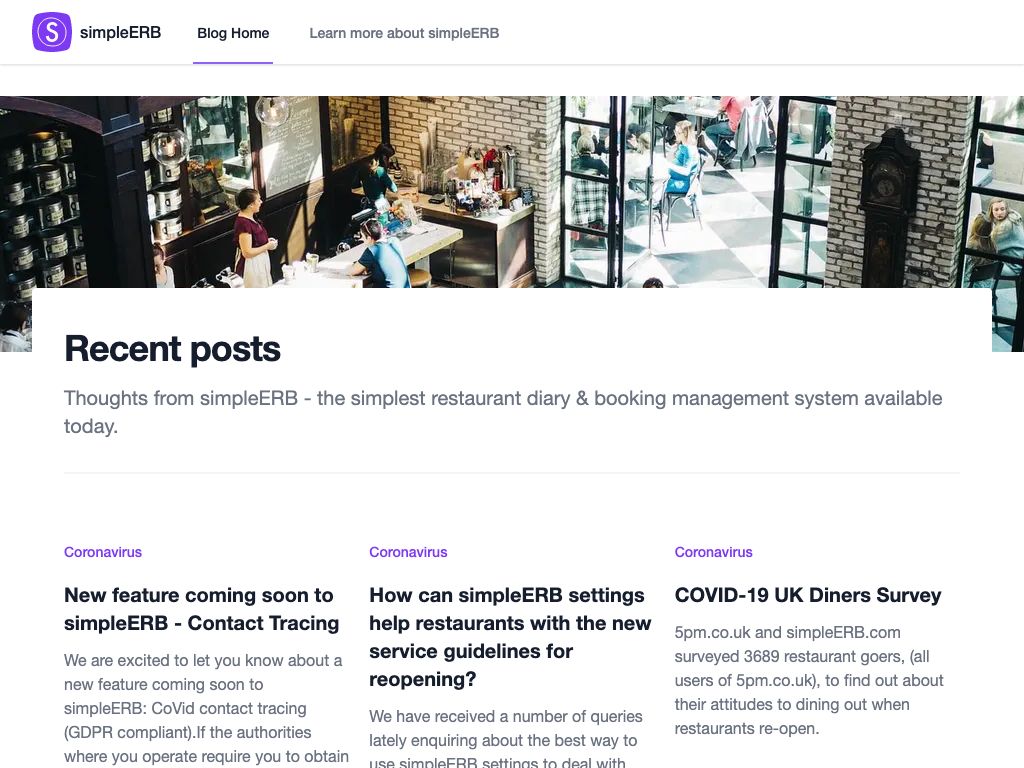 simpleERB
Blog Home
Learn more about simpleERB
Recent posts
Thoughts from simpleERB - the simplest restaurant diary & booking management system available
today.
Coronavirus
New feature coming soon to
simpleERB - Contact Tracing
We are excited to let you know about a
new feature coming soon to
simpleERB: CoVid contact tracing
(GDPR compliant).If the authorities
where you operate require you to obtain
Coronavirus
How can simpleERB settings
help restaurants with the new
service guidelines for
reopening?
We have received a number of queries
lately enquiring about the best way to
use simpleERB settings to deal with
Coronavirus
COVID-19 UK Diners Survey
5pm.co.uk and simpleERB.com
surveyed 3689 restaurant goers, (all
users of 5pm.co.uk), to find out about
their attitudes to dining out when
restaurants re-open.